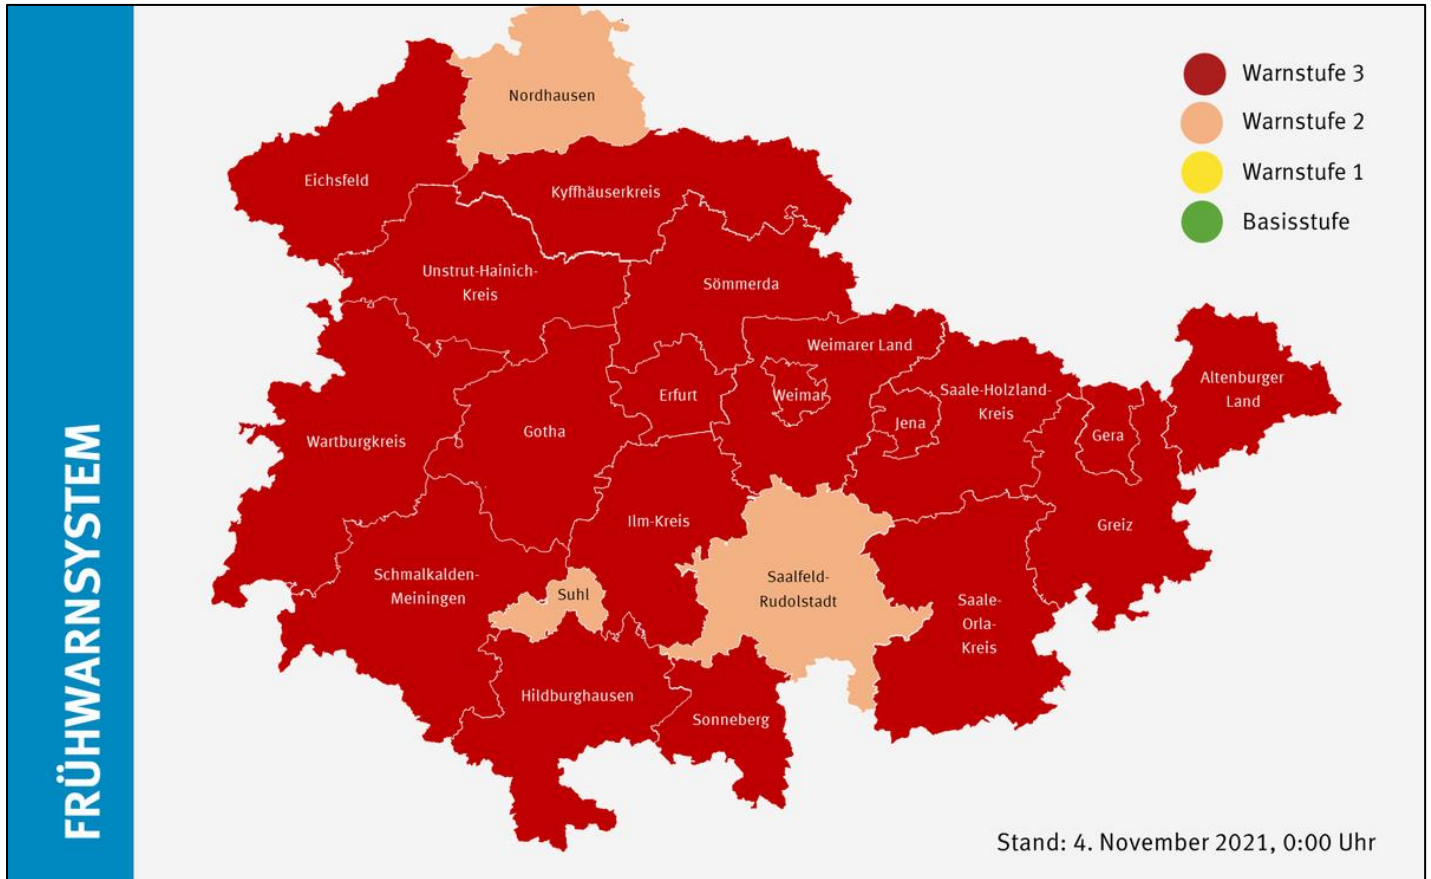 FRÜHWARNSYSTEM
Warnstufe 3
Warnstufe 2
Warnstufe 1
Basisstufe
Nordhausen
Eichsfeld
Kyffhäuserkreis
Unstrut-Hainich-
Kreis
Sömmerda
Weimarer Land
Altenburger
Land
Erfurt
Weimar
Saale-Holzland-
Kreis
Jena
Gera
Gotha
Wartburgkreis
Ilm-Kreis
Greiz
Schmalkalden-
Meiningen
Suhl
Saalfeld-
Rudolstadt
Saale-
Orla-
Kreis
Hildburghausen
Sonneberg
Stand: 4. November 2021, 0:00 Uhr